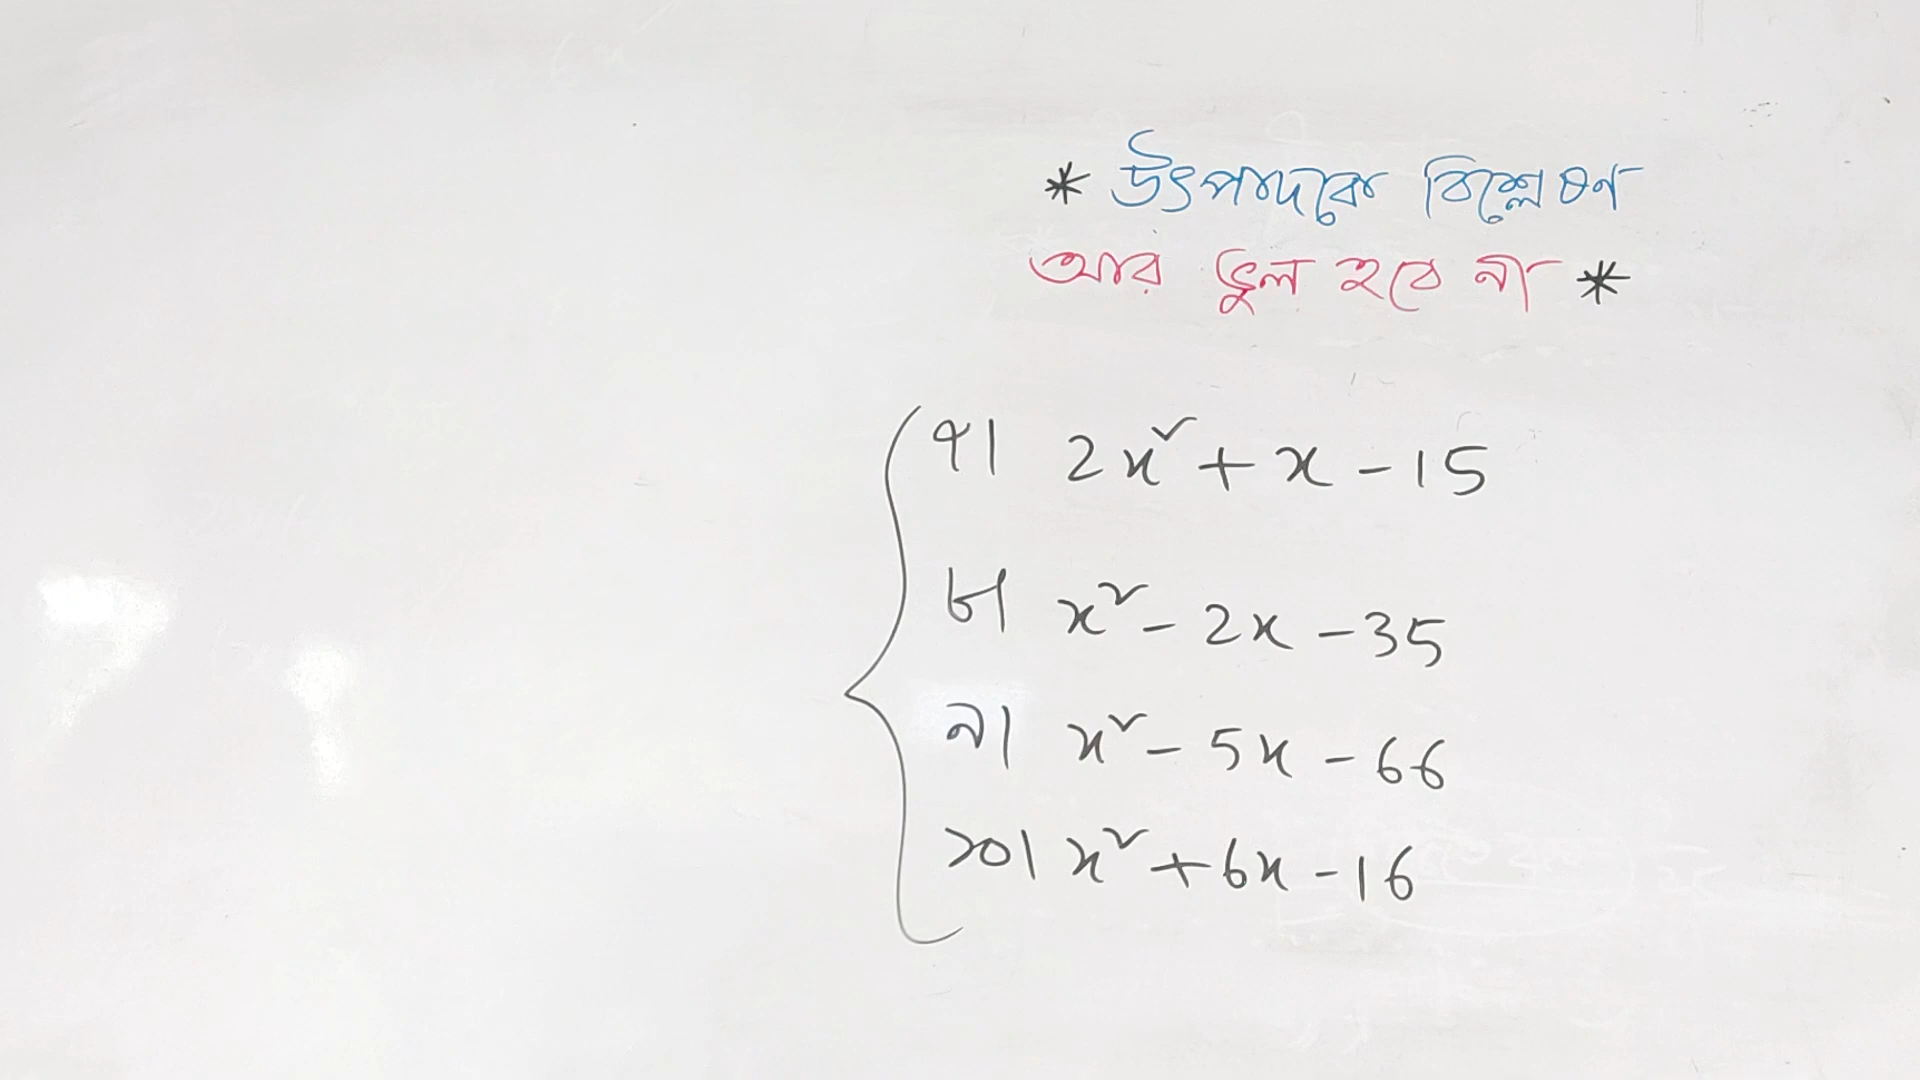 * উৎপাদকে বিশ্লেষণ
আর ভুল হবে না *
৭। 2x² + x - 15
৮। x² - 2x - 35
৯। x² - 5x - 66
১০। x² + 6x - 16